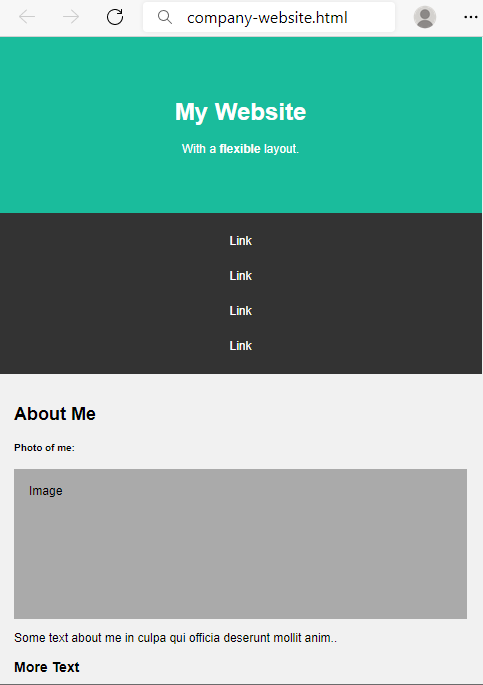 company-website.html
My Website
With a flexible layout.
Link
Link
Link
Link
About Me
Photo of me:
Image
Some text about me in culpa qui officia deserunt mollit anim..
More Text